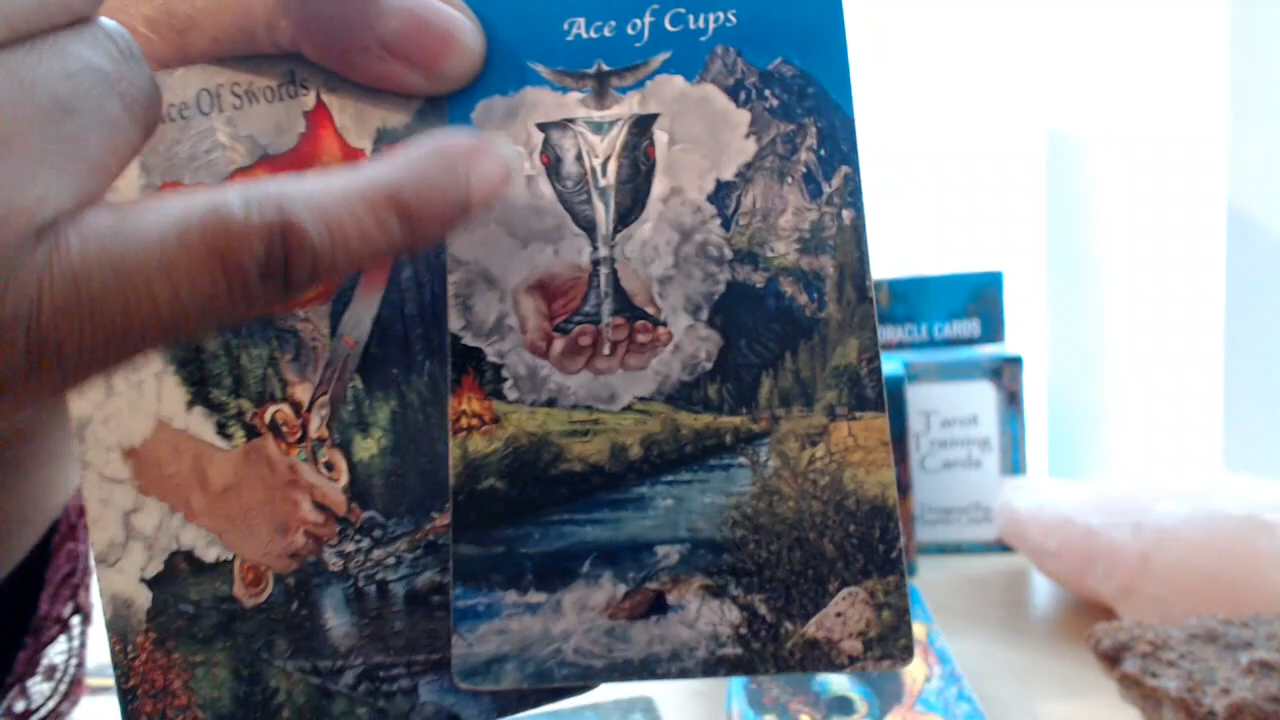 Ace of Cups
ce Of Swords
ORACLE CARDS
Tarot
Training
Cards